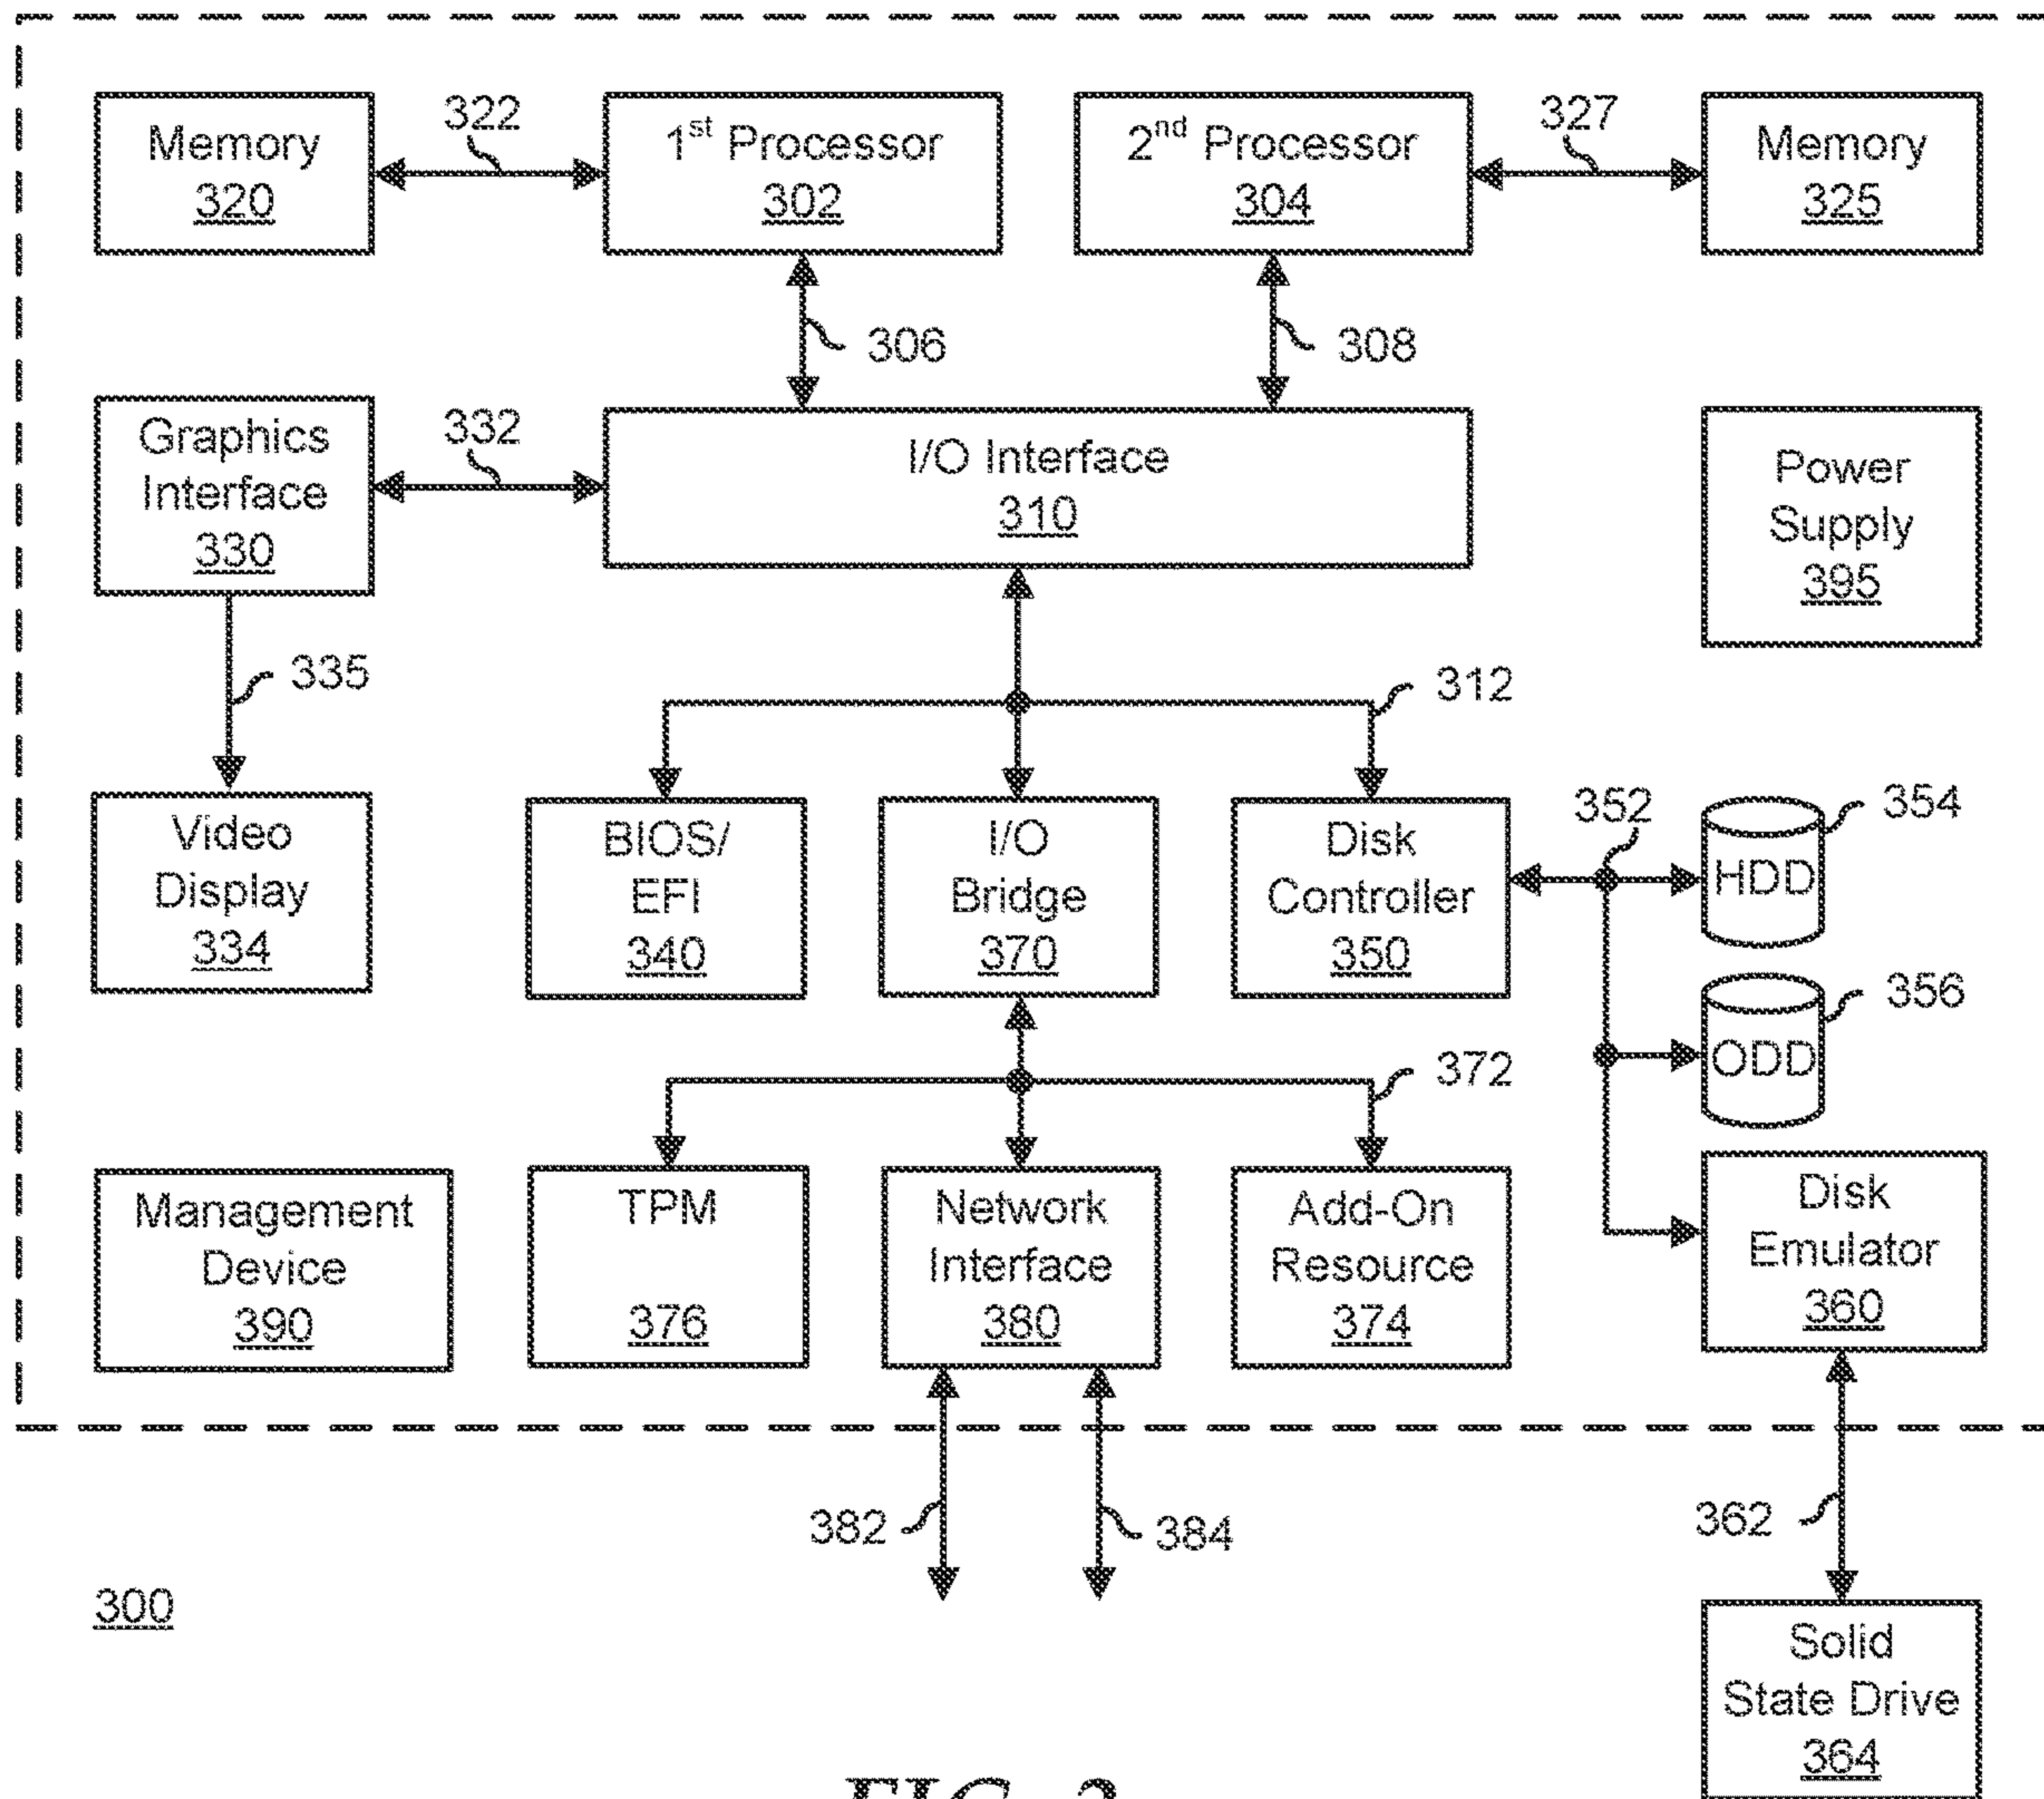 Memory
320
322
1st Processor
302
2nd Processor
304
327
Memory
325
306
308
Graphics
Interface
330
332
I/O Interface
310
Power
Supply
395
335
312
Video
Display
334
BIOS/
EFI
340
I/O
Bridge
370
Disk
Controller
350
352
HDD
354
ODD
356
372
Management
Device
390
TPM
376
Network
Interface
380
Add-On
Resource
374
Disk
Emulator
360
382
384
362
300
Solid
State Drive
364
FIG. 3